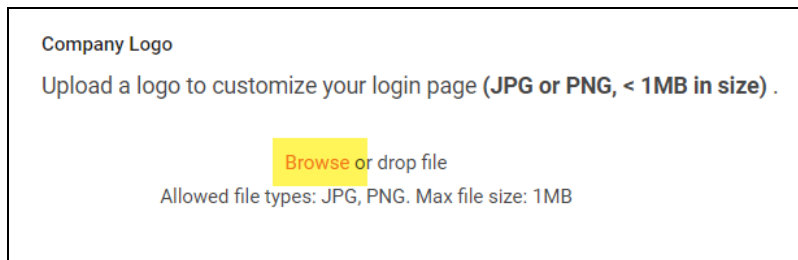 Company Logo
Upload a logo to customize your login page (JPG or PNG, < 1MB in size) .
Browse or drop file
Allowed file types: JPG, PNG. Max file size: 1MB